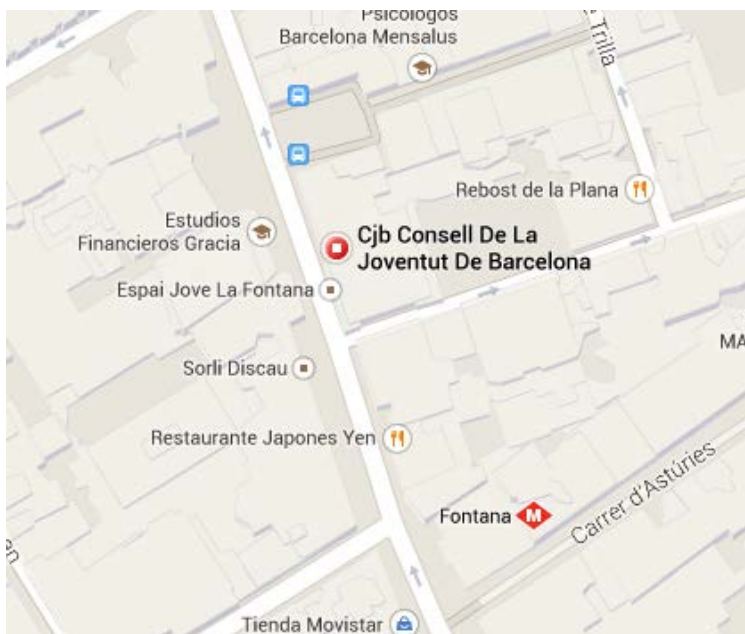 Psicologos
Barcelona Mensalus
Trilla
Rebost de la Plana
Estudios
Financieros Gracia
Cjb Consell De La
Joventut De Barcelona
Espai Jove La Fontana
MA
Sorli Discau
Restaurante Japones Yen
Fontana M
Carrer d'Astúries
en
Tienda Movistar